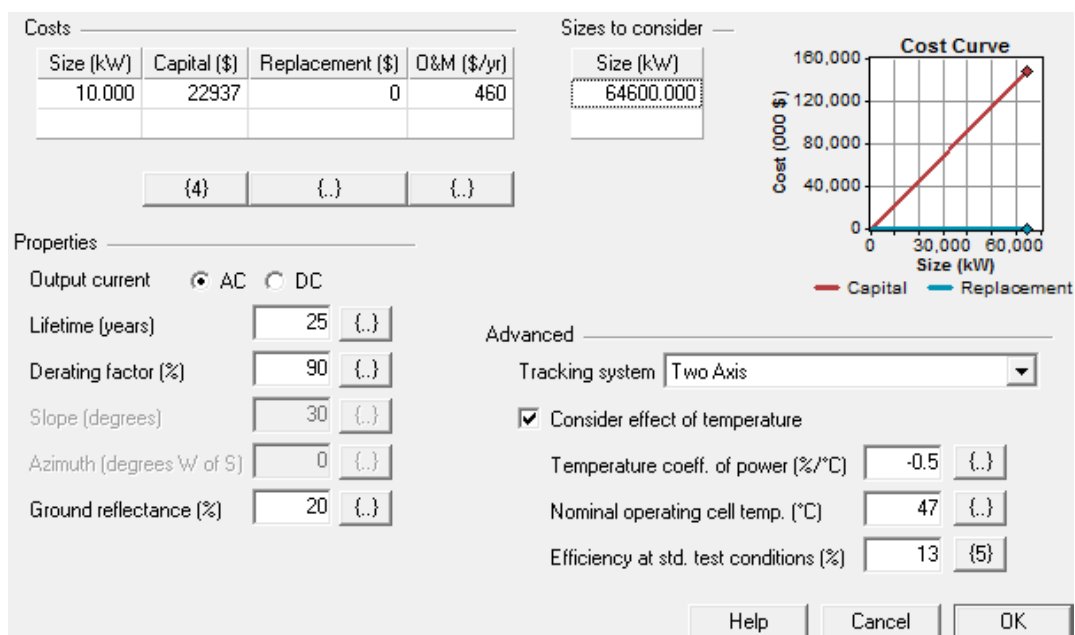 Costs
Size (kW) Capital ($) Replacement ($) O&M ($/yr)
10.000 22937 0 460
{4} {..} {..}
Sizes to consider
Size (kW)
64600.000
Cost Curve
160,000
120,000
80,000
40,000
0
Cost (000 $)
0 30,000 60,000
Size (kW)
Capital Replacement
Properties
Output current AC DC
Lifetime (years) 25 {..}
Derating factor (%) 90 {..}
Slope (degrees) 30 {..}
Azimuth (degrees W of S) 0 {..}
Ground reflectance (%) 20 {..}
Advanced
Tracking system Two Axis
Consider effect of temperature
Temperature coeff. of power (%/°C) -0.5 {..}
Nominal operating cell temp. (°C) 47 {..}
Efficiency at std. test conditions (%) 13 {5}
Help Cancel OK